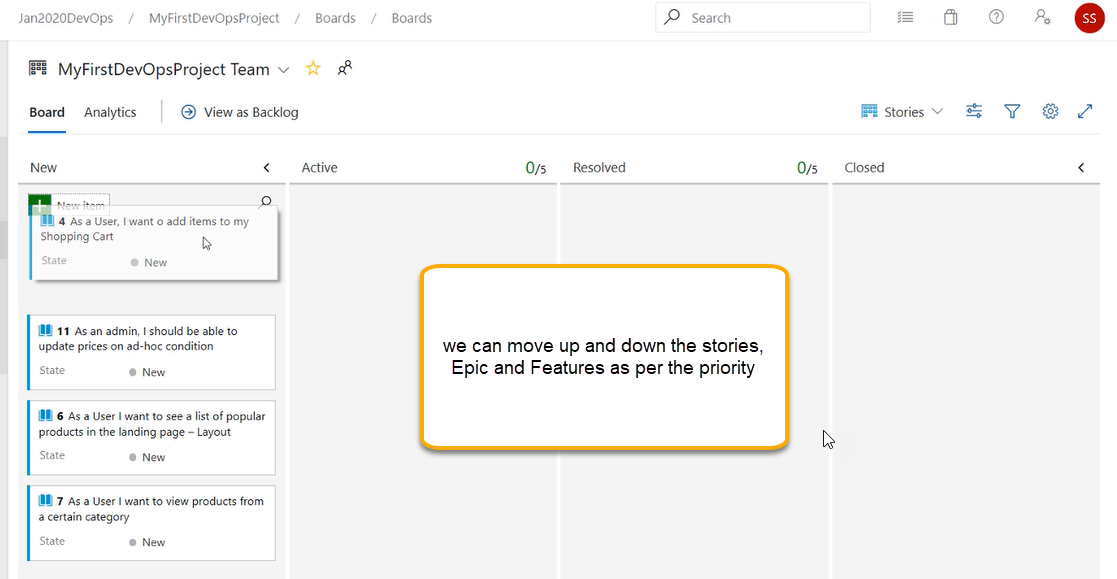 Jan2020DevOps / MyFirstDevOpsProject / Boards / Boards
Search
SS
MyFirstDevOpsProject Team
Board Analytics View as Backlog
Stories
New
Active 0/5
Resolved 0/5
Closed
New item
4 As a User, I want o add items to my
Shopping Cart
State New
11 As an admin, I should be able to
update prices on ad-hoc condition
State New
6 As a User I want to see a list of popular
products in the landing page – Layout
State New
7 As a User I want to view products from
a certain category
State New
we can move up and down the stories,
Epic and Features as per the priority